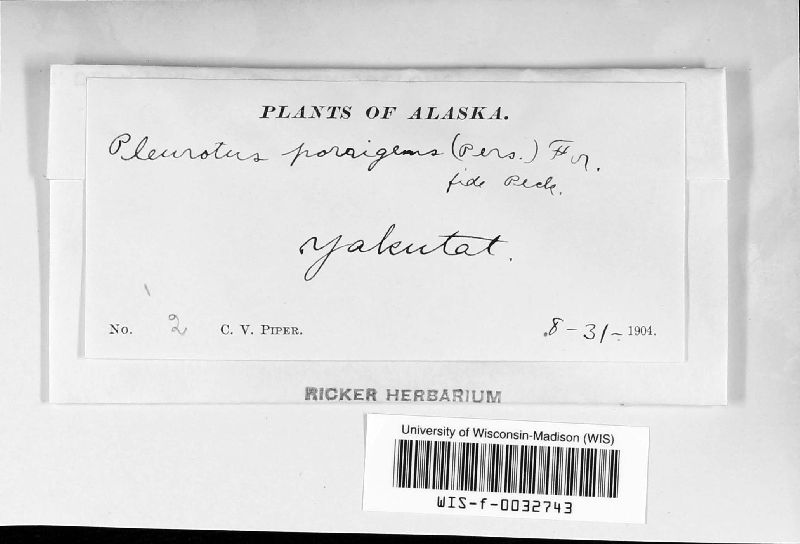 PLANTS OF ALASKA.
Pleurotus porrigens (Pers.) Fr.
fide Peck.
Yakutat.
No. 2 C. V. PIPER. 8-31-1904.
RICKER HERBARIUM
University of Wisconsin-Madison (WIS)
WIS-f-0032743